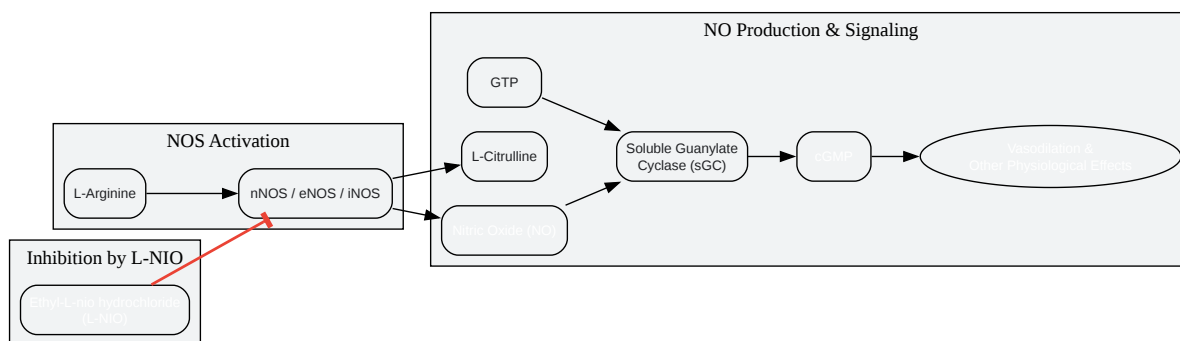 NO Production & Signaling
GTP
NOS Activation
L-Citrulline
Soluble Guanylate
Cyclase (sGC)
cGMP
Vasodilation &
Other Physiological Effects
L-Arginine
nNOS / eNOS / iNOS
Nitric Oxide (NO)
Inhibition by L-NIO
Ethyl-L-nio hydrochloride
(L-NIO)